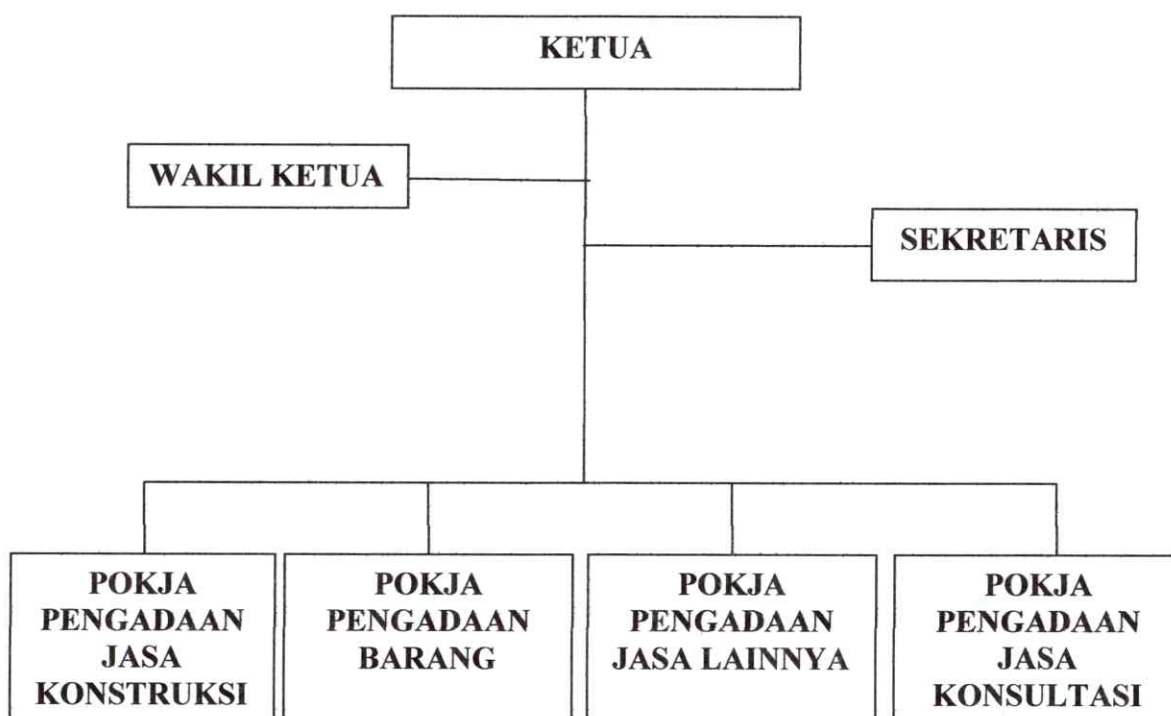 KETUA
WAKIL KETUA
SEKRETARIS
POKJA
PENGADAAN
JASA
KONSTRUKSI
POKJA
PENGADAAN
BARANG
POKJA
PENGADAAN
JASA LAINNYA
POKJA
PENGADAAN
JASA
KONSULTASI